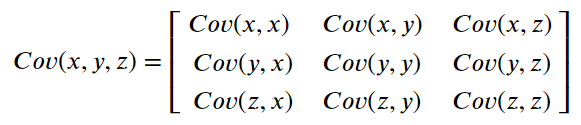 Cov(x, x) Cov(x, y) Cov(x, z)
Cov(x, y, z) = [ Cov(y, x) Cov(y, y) Cov(y, z) ]
Cov(z, x) Cov(z, y) Cov(z, z)